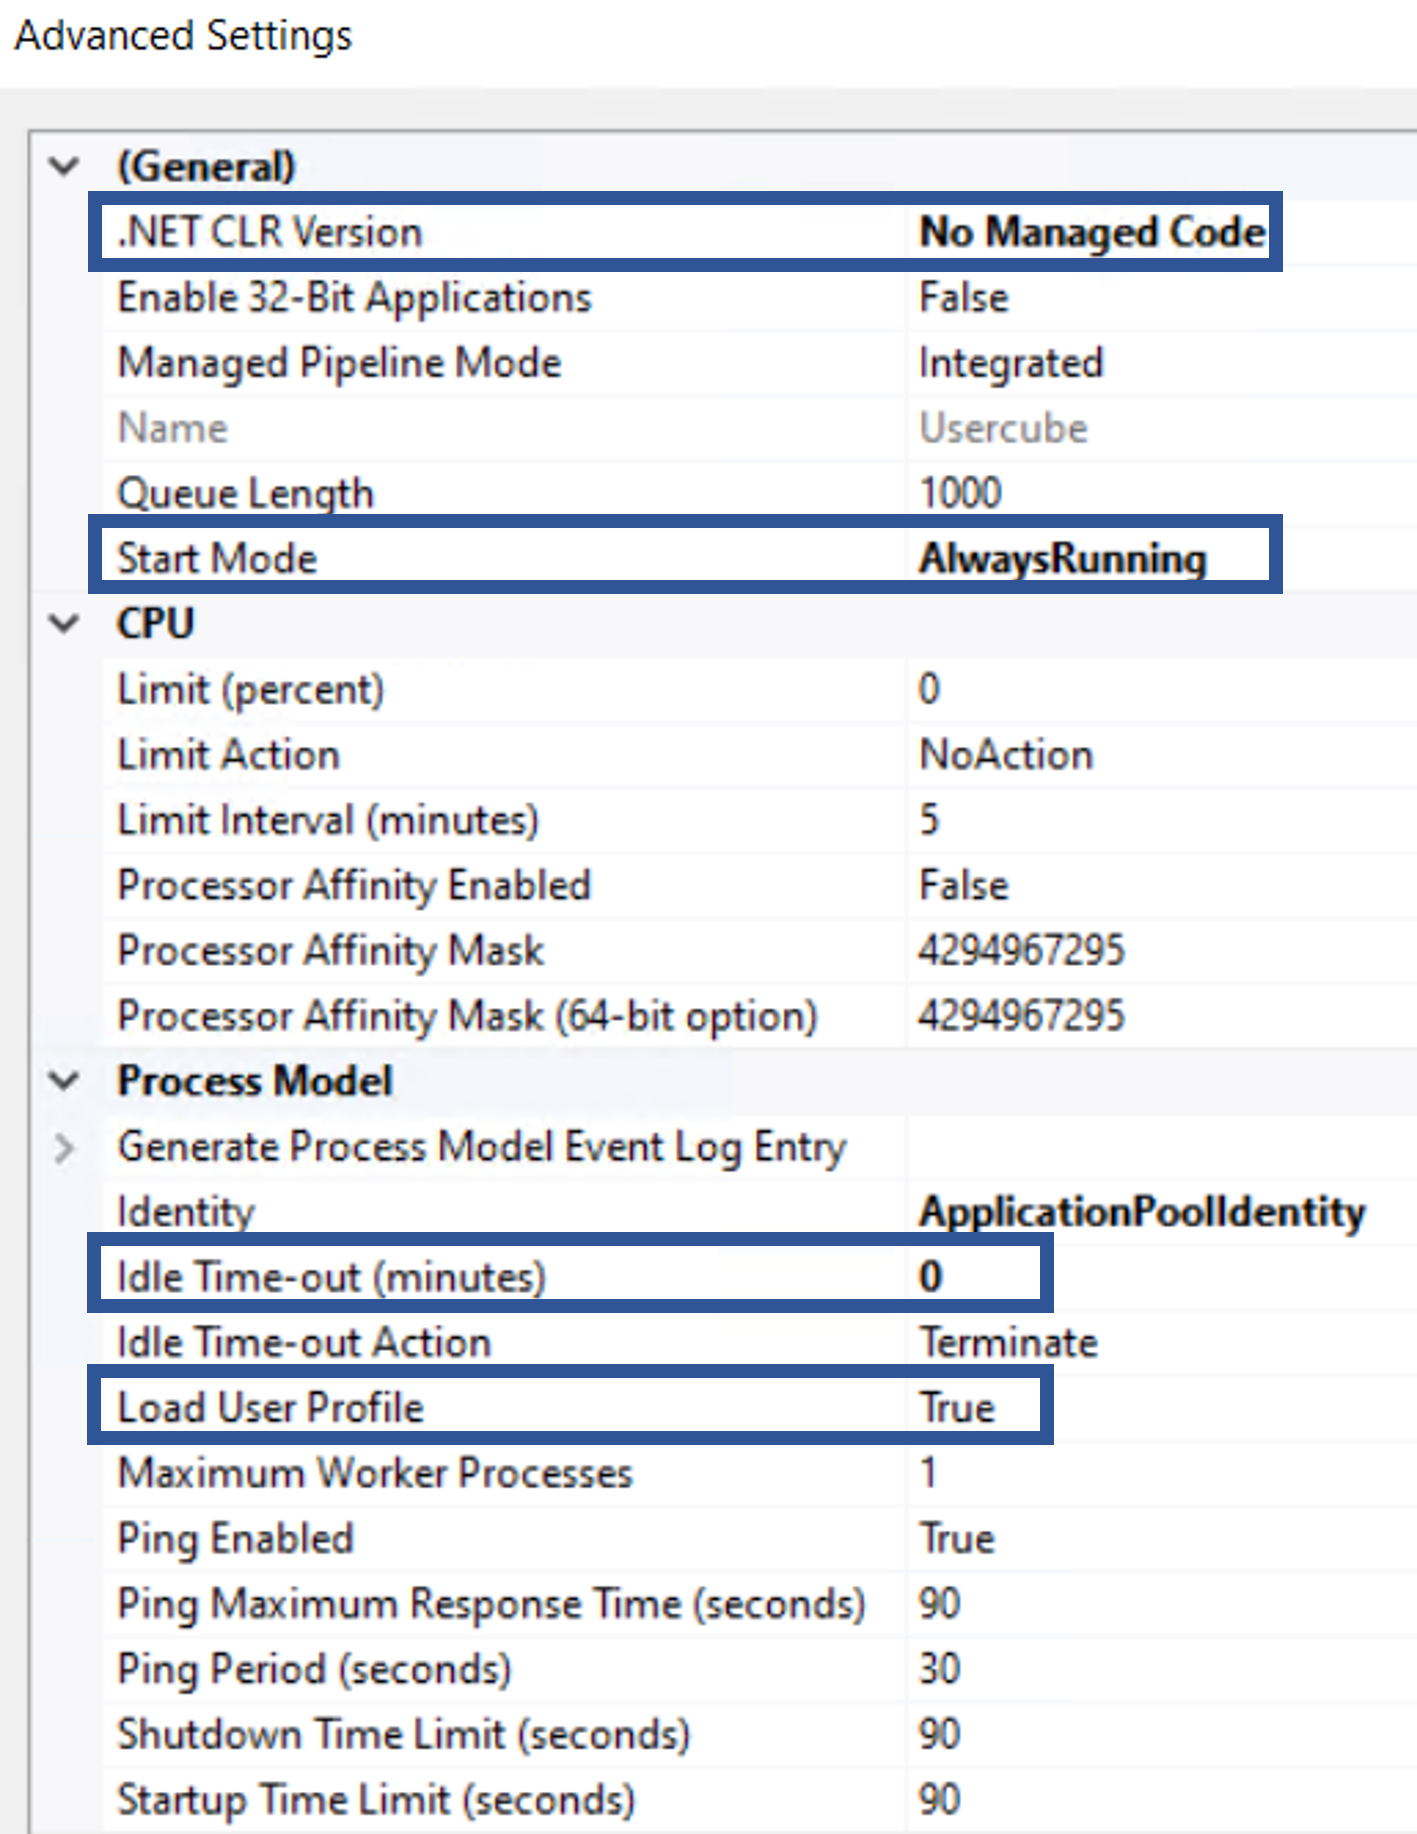 Advanced Settings
(General)
.NET CLR Version No Managed Code
Enable 32-Bit Applications False
Managed Pipeline Mode Integrated
Name Usercube
Queue Length 1000
Start Mode AlwaysRunning
CPU
Limit (percent) 0
Limit Action NoAction
Limit Interval (minutes) 5
Processor Affinity Enabled False
Processor Affinity Mask 4294967295
Processor Affinity Mask (64-bit option) 4294967295
Process Model
Generate Process Model Event Log Entry
Identity ApplicationPoolIdentity
Idle Time-out (minutes) 0
Idle Time-out Action Terminate
Load User Profile True
Maximum Worker Processes 1
Ping Enabled True
Ping Maximum Response Time (seconds) 90
Ping Period (seconds) 30
Shutdown Time Limit (seconds) 90
Startup Time Limit (seconds) 90